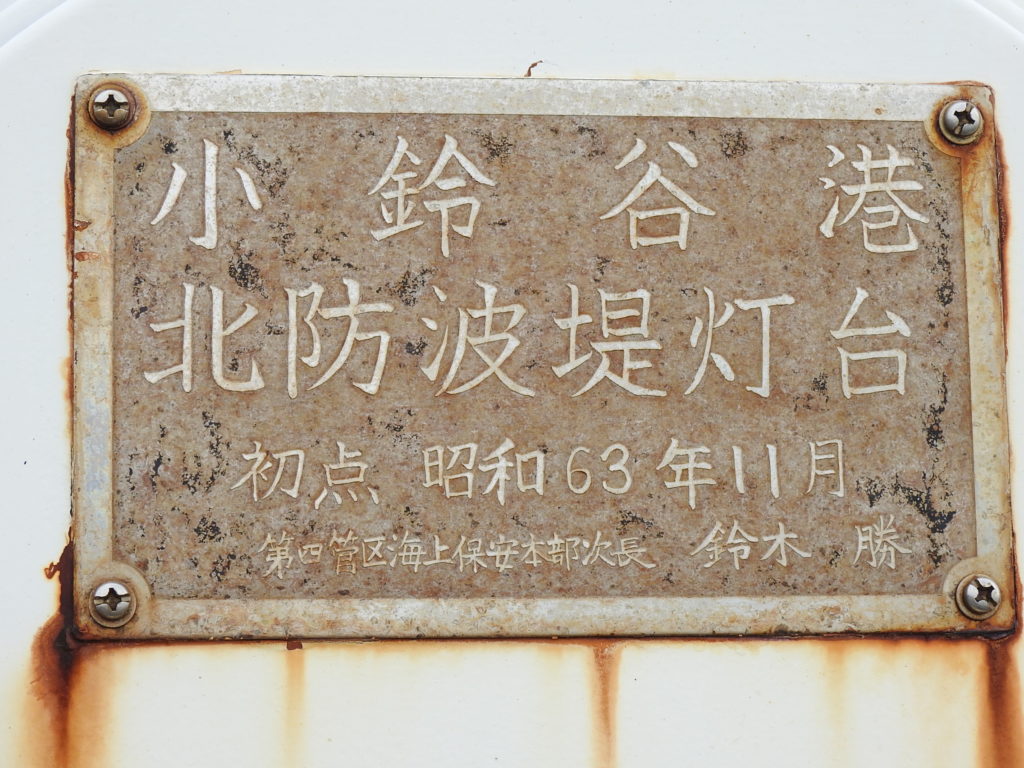 小鈴谷港
北防波堤灯台
初点 昭和63年11月
第四管区海上保安本部次長 鈴木 勝